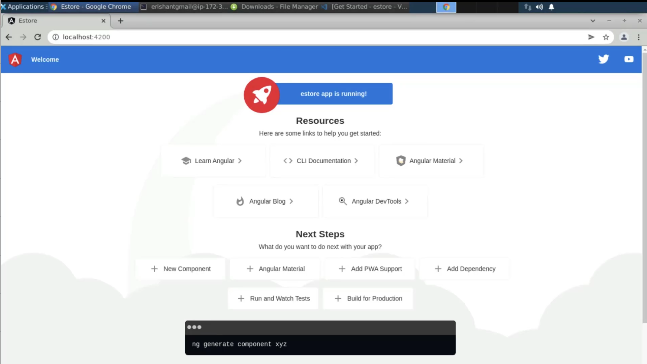 Applications
Estore - Google Chrome
erishantgmail@ip-172-3...
Downloads - File Manager
[Get Started - estore - V...
Estore
localhost:4200
Welcome
estore app is running!
Resources
Here are some links to help you get started:
Learn Angular
CLI Documentation
Angular Material
Angular Blog
Angular DevTools
Next Steps
What do you want to do next with your app?
New Component
Angular Material
Add PWA Support
Add Dependency
Run and Watch Tests
Build for Production
ng generate component xyz